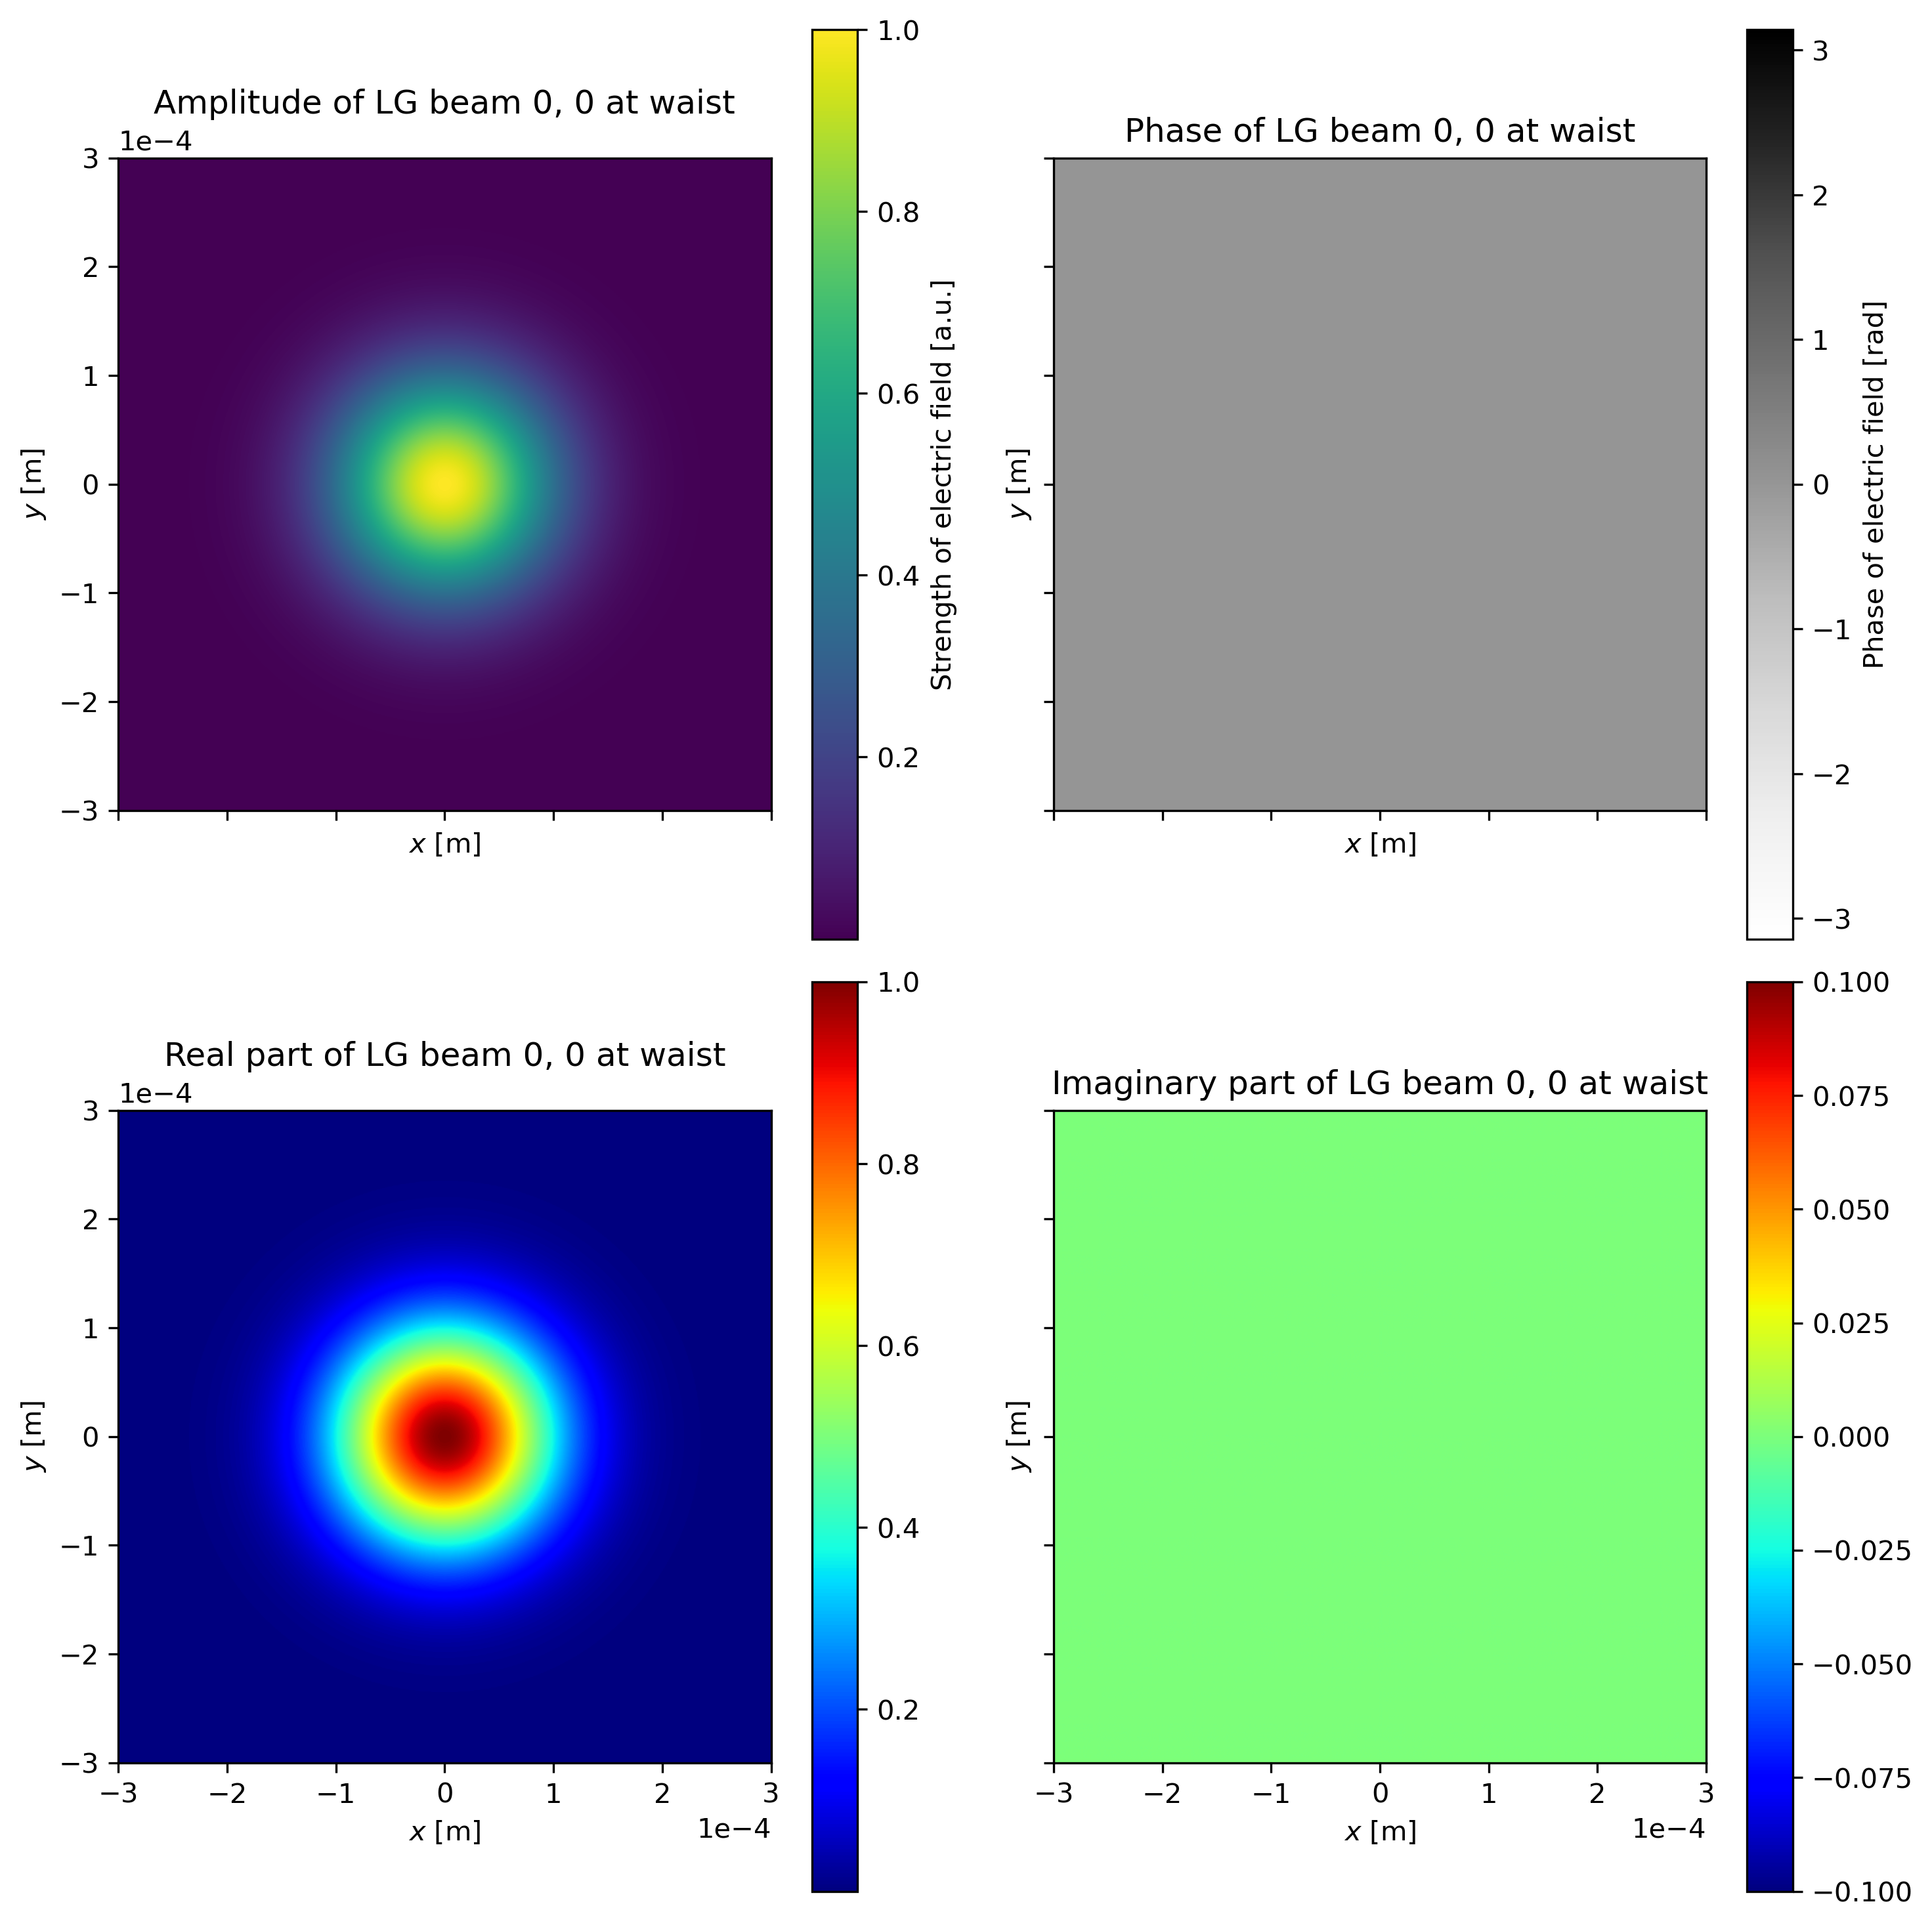 Amplitude of LG beam 0, 0 at waist
1e−4
3
2
1
0
−1
−2
−3
y [m]
x [m]
1.0
0.8
0.6
0.4
0.2
Strength of electric field [a.u.]
Phase of LG beam 0, 0 at waist
y [m]
x [m]
3
2
1
0
−1
−2
−3
Phase of electric field [rad]
Real part of LG beam 0, 0 at waist
1e−4
3
2
1
0
−1
−2
−3
y [m]
−3 −2 −1 0 1 2 3
x [m]
1e−4
1.0
0.8
0.6
0.4
0.2
Imaginary part of LG beam 0, 0 at waist
y [m]
−3 −2 −1 0 1 2 3
x [m]
1e−4
0.100
0.075
0.050
0.025
0.000
−0.025
−0.050
−0.075
−0.100